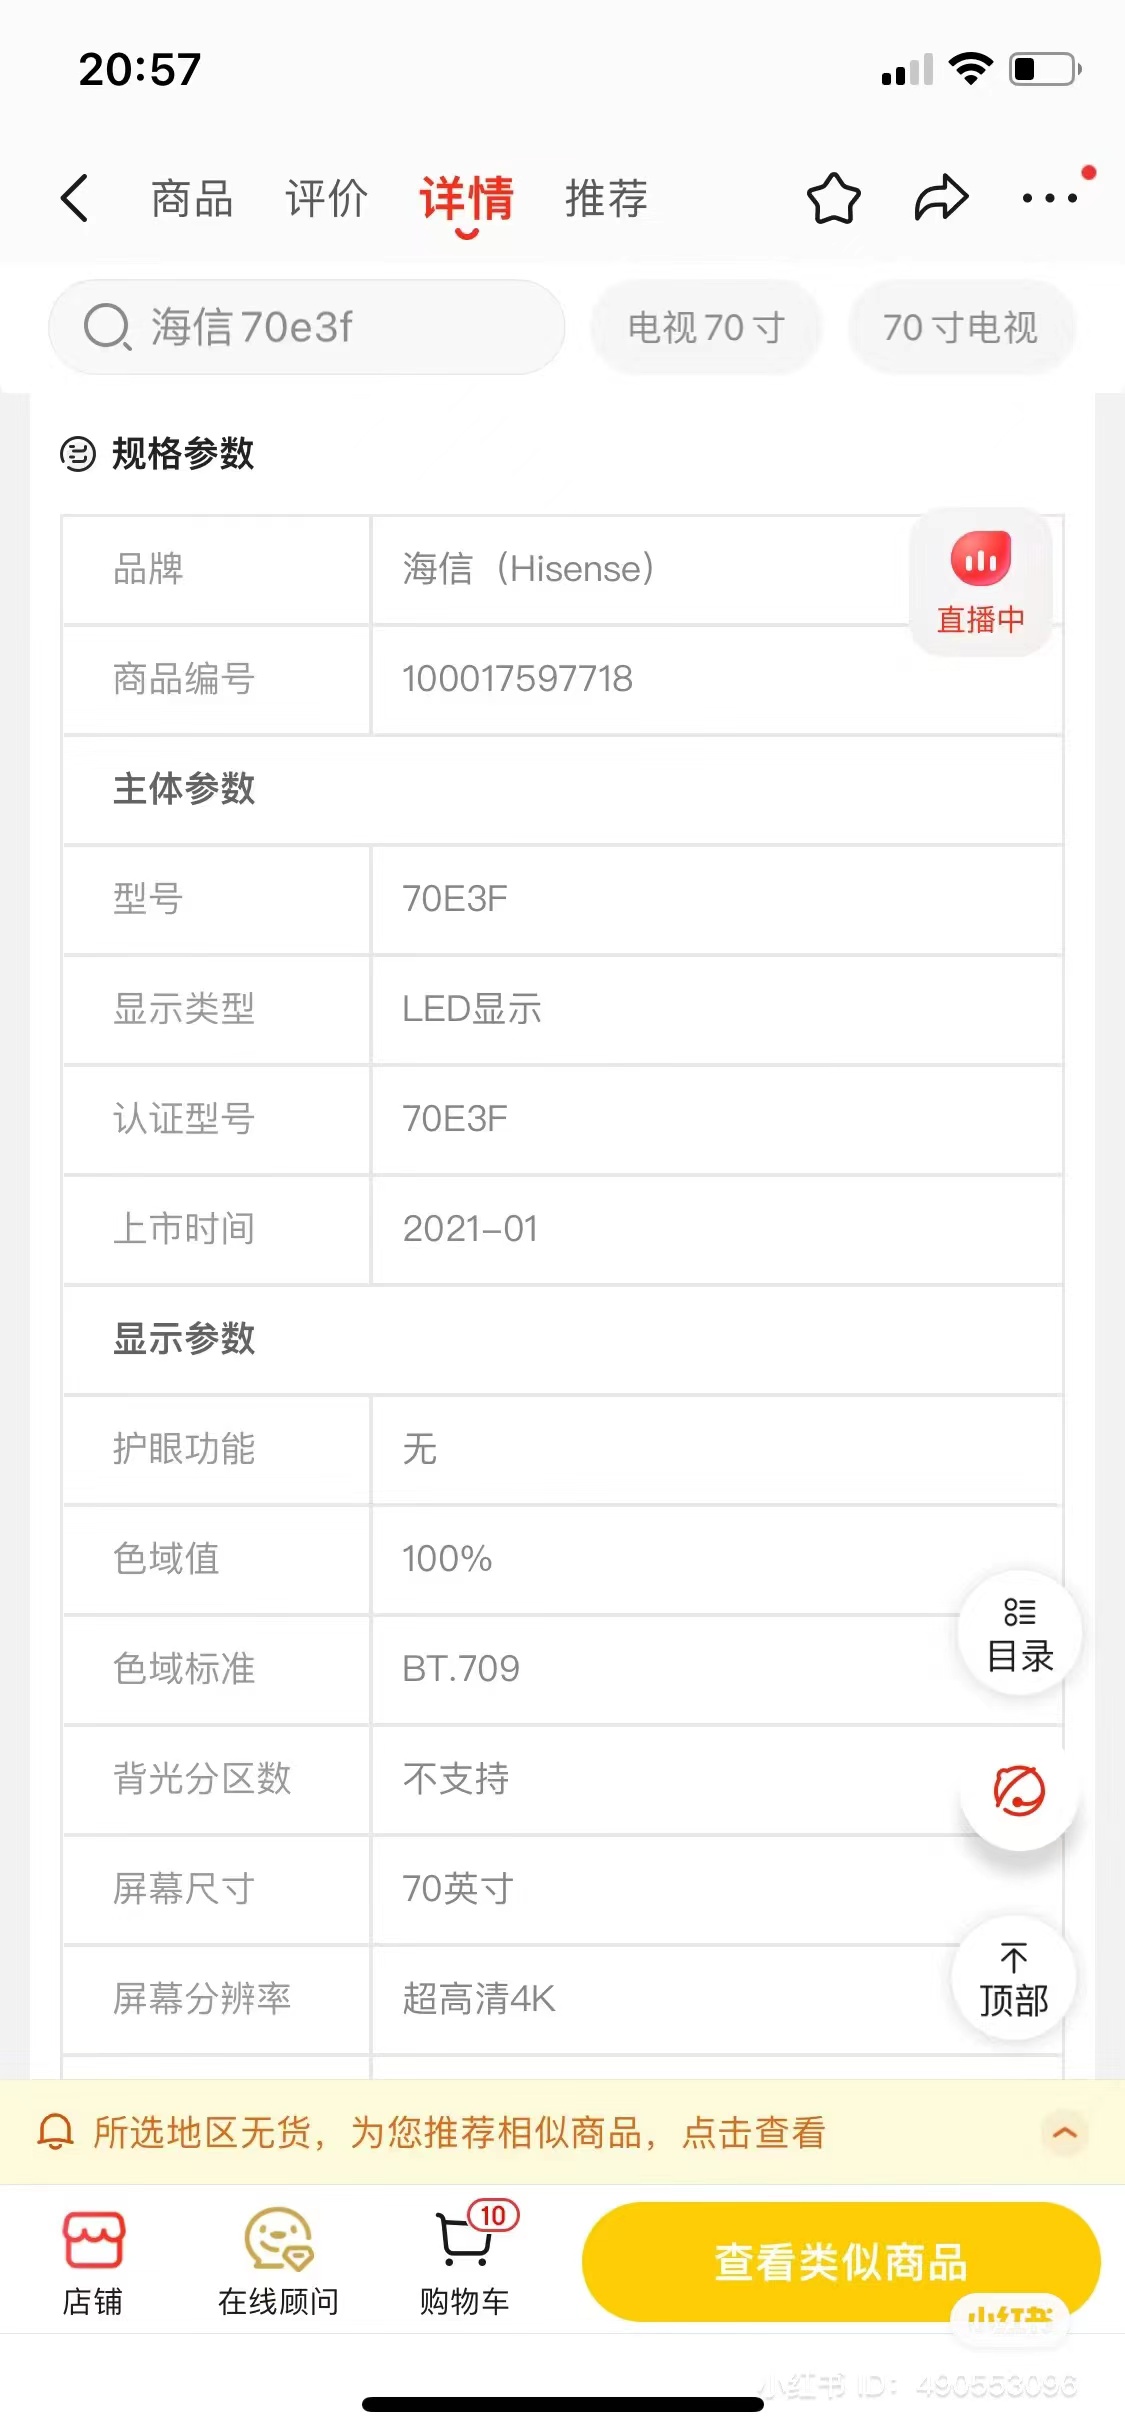 20:57
商品 评价 详情 推荐
海信70e3f 电视70寸 70寸电视
规格参数
品牌 海信（Hisense）
直播中
商品编号 100017597718
主体参数
型号 70E3F
显示类型 LED显示
认证型号 70E3F
上市时间 2021-01
显示参数
护眼功能 无
色域值 100%
色域标准 BT.709
目录
背光分区数 不支持
屏幕尺寸 70英寸
屏幕分辨率 超高清4K
顶部
所选地区无货，为您推荐相似商品，点击查看
10
查看类似商品
店铺 在线顾问 购物车
小红书
小红书 ID：490553096